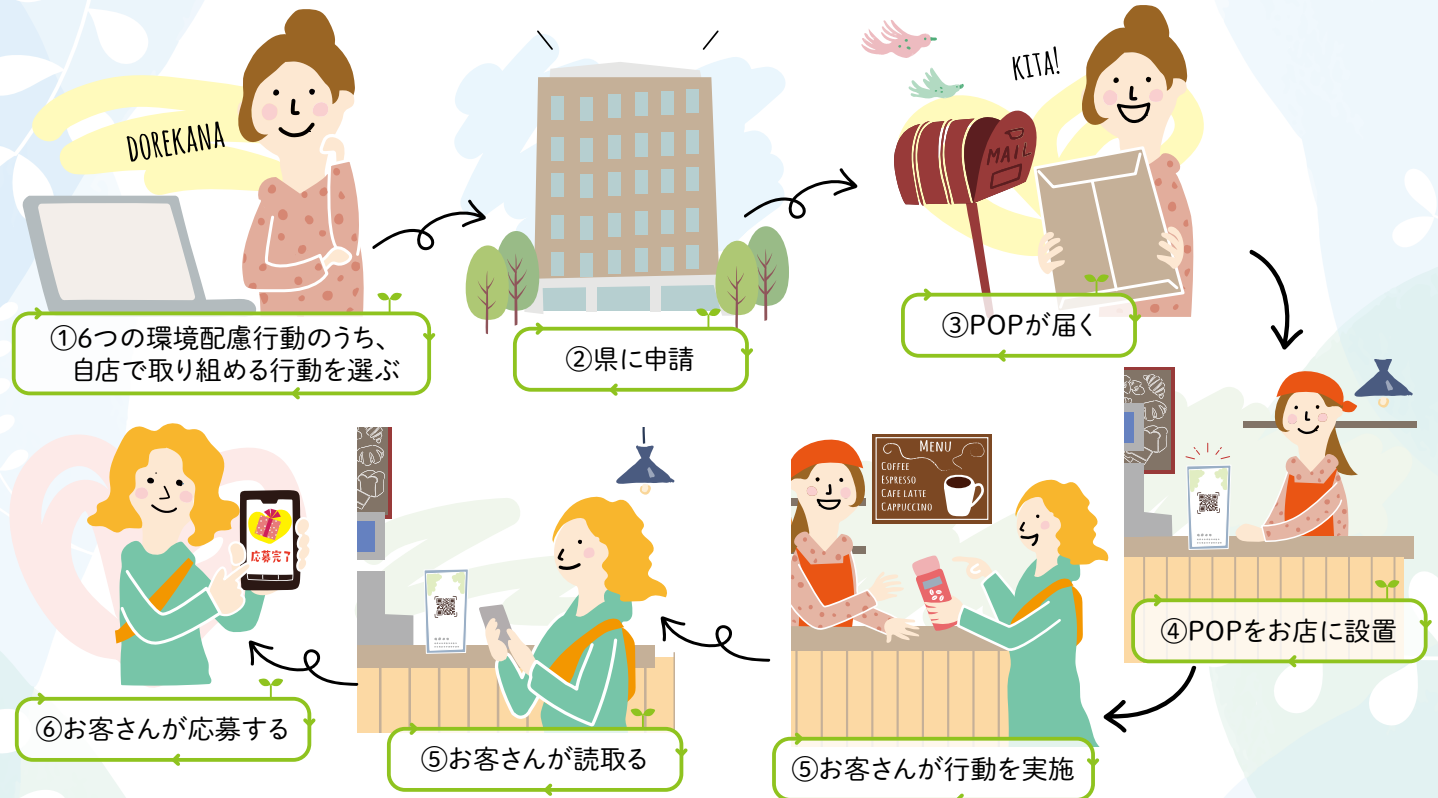 DOREKANA
KITA!
MAIL
①6つの環境配慮行動のうち、
自店で取り組める行動を選ぶ
②県に申請
③POPが届く
MENU
COFFEE
ESPRESSO
CAFE LATTE
CAPPUCCINO
④POPをお店に設置
⑤お客さんが行動を実施
⑤お客さんが読取る
応募完了
⑥お客さんが応募する